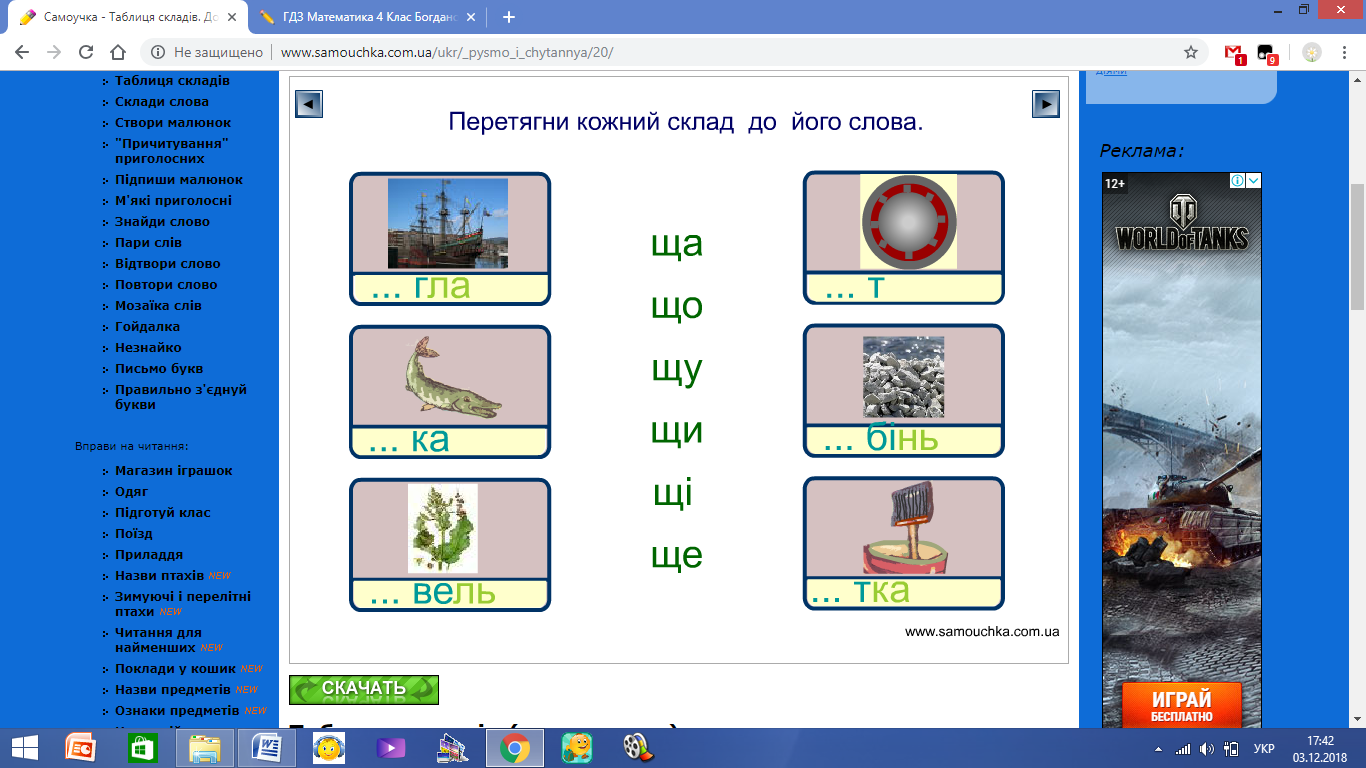 Самоучка - Таблиця складів. До
ГДЗ Математика 4 Клас Богдано
Не защищено
www.samouchka.com.ua/ukr/_pysmo_i_chytannya/20/
1
9
Таблиця складів
Склади слова
Створи малюнок
"Причитування"
приголосних
Підпиши малюнок
М'які приголосні
Знайди слово
Пари слів
Відтвори слово
Повтори слово
Мозаїка слів
Гойдалка
Незнайко
Письмо букв
Правильно з'єднуй
букви
Вправи на читання:
Магазин іграшок
Одяг
Підготуй клас
Поїзд
Приладдя
Назви птахів NEW
Зимуючі і перелітні
птахи NEW
Читання для
найменших NEW
Поклади у кошик NEW
Назви предметів NEW
Ознаки предметів NEW
Перетягни кожний склад до його слова.
... гла
... ка
... вель
ща
що
щу
щи
щі
ще
... т
... бінь
... тка
www.samouchka.com.ua
СКАЧАТЬ
діями
Реклама:
12+
WORLD OF TANKS
ИГРАЙ
БЕСПЛАТНО
УКР
17:42
03.12.2018